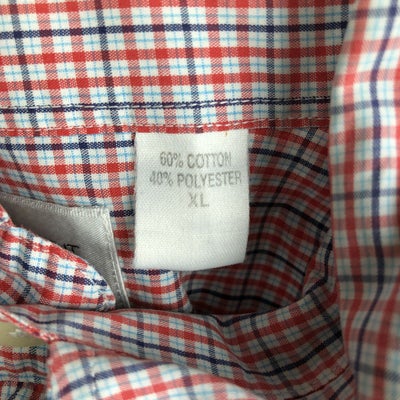 60% COTTON
40% POLYESTER
XL